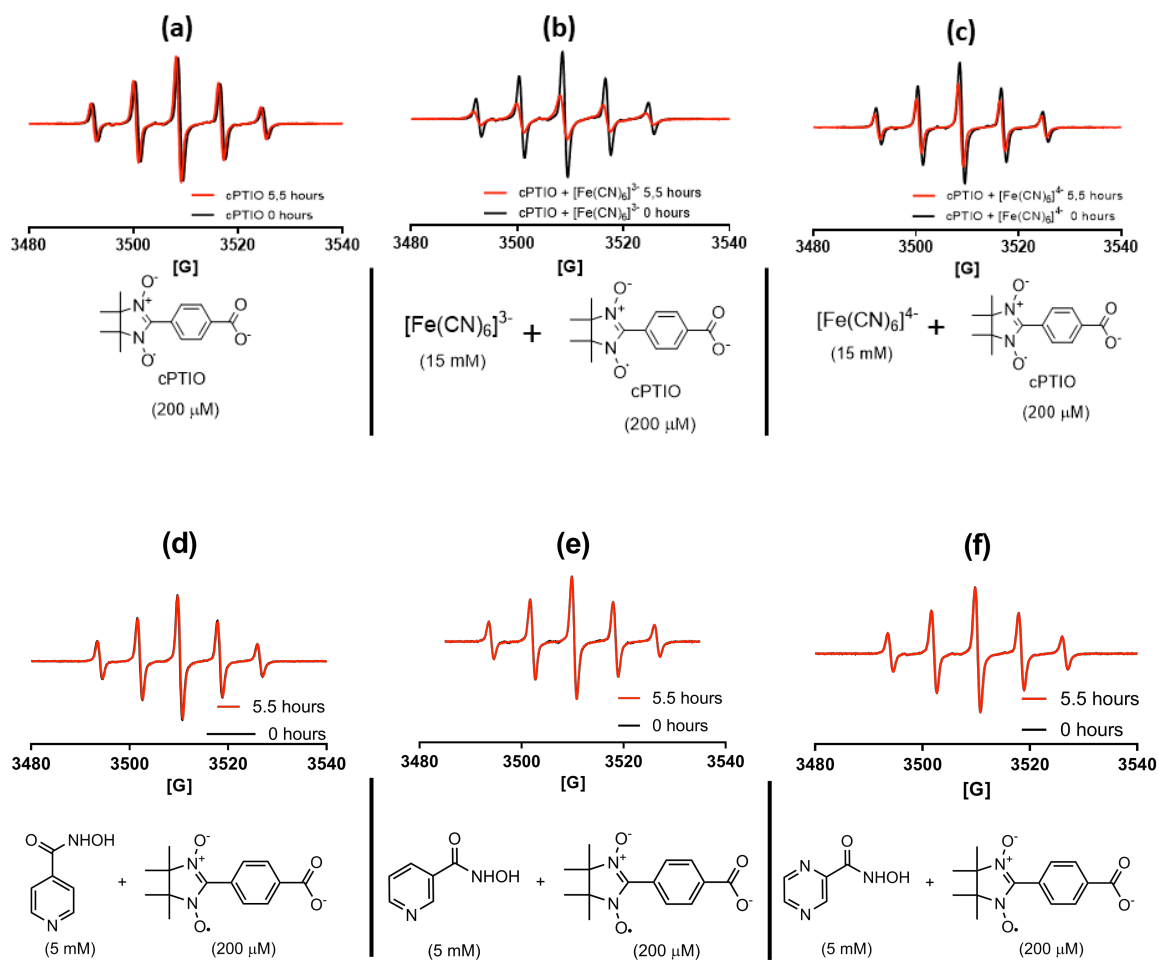 (a)
cPTIO 5,5 hours
cPTIO 0 hours
3480 3500 3520 3540
[G]
O-
N+
N
O·
O
O-
cPTIO
(200 μM)
(b)
cPTIO + [Fe(CN)6]3- 5,5 hours
cPTIO + [Fe(CN)6]3- 0 hours
3480 3500 3520 3540
[G]
[Fe(CN)6]3- +
(15 mM)
O-
N+
N
O·
O
O-
cPTIO
(200 μM)
(c)
cPTIO + [Fe(CN)6]4- 5,5 hours
cPTIO + [Fe(CN)6]4- 0 hours
3480 3500 3520 3540
[G]
[Fe(CN)6]4- +
(15 mM)
O-
N+
N
O·
O
O-
cPTIO
(200 μM)
(d)
5.5 hours
0 hours
3480 3500 3520 3540
[G]
O
NHOH
N
(5 mM)
+
O-
N+
N
O•
O
O-
(200 μM)
(e)
5.5 hours
0 hours
3480 3500 3520 3540
[G]
O
NHOH
N
(5 mM)
+
O-
N+
N
O•
O
O-
(200 μM)
(f)
5.5 hours
0 hours
3480 3500 3520 3540
[G]
N
O
NHOH
N
(5 mM)
+
O-
N+
N
O•
O
O-
(200 μM)